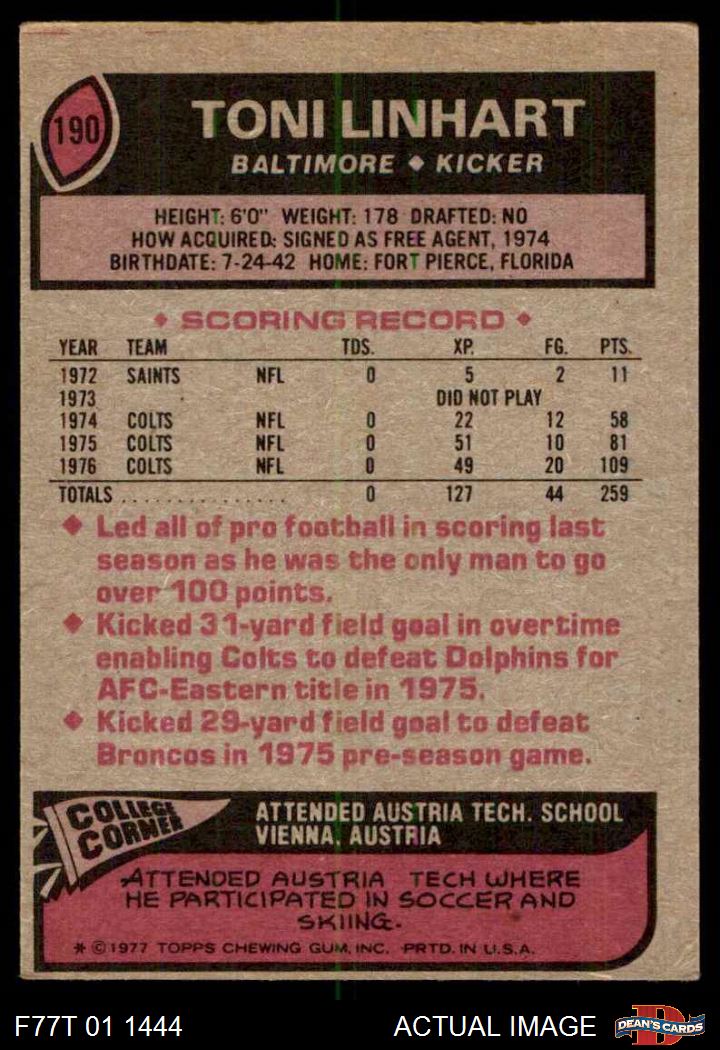 190
TONI LINHART
BALTIMORE ◆ KICKER
HEIGHT: 6'0" WEIGHT: 178 DRAFTED: NO
HOW ACQUIRED: SIGNED AS FREE AGENT, 1974
BIRTHDATE: 7-24-42 HOME: FORT PIERCE, FLORIDA
◆ SCORING RECORD ◆
YEAR TEAM TDS. XP. FG. PTS.
1972 SAINTS NFL 0 5 2 11
1973 DID NOT PLAY
1974 COLTS NFL 0 22 12 58
1975 COLTS NFL 0 51 10 81
1976 COLTS NFL 0 49 20 109
TOTALS ............... 0 127 44 259
◆ Led all of pro football in scoring last
season as he was the only man to go
over 100 points.
◆ Kicked 31-yard field goal in overtime
enabling Colts to defeat Dolphins for
AFC-Eastern title in 1975.
◆ Kicked 29-yard field goal to defeat
Broncos in 1975 pre-season game.
COLLEGE
CORNER
ATTENDED AUSTRIA TECH. SCHOOL
VIENNA, AUSTRIA
ATTENDED AUSTRIA TECH WHERE
HE PARTICIPATED IN SOCCER AND
SKIING.
* © 1977 TOPPS CHEWING GUM, INC. PRTD. IN U.S.A.
F77T 01 1444 ACTUAL IMAGE
D
DEAN'S CARDS